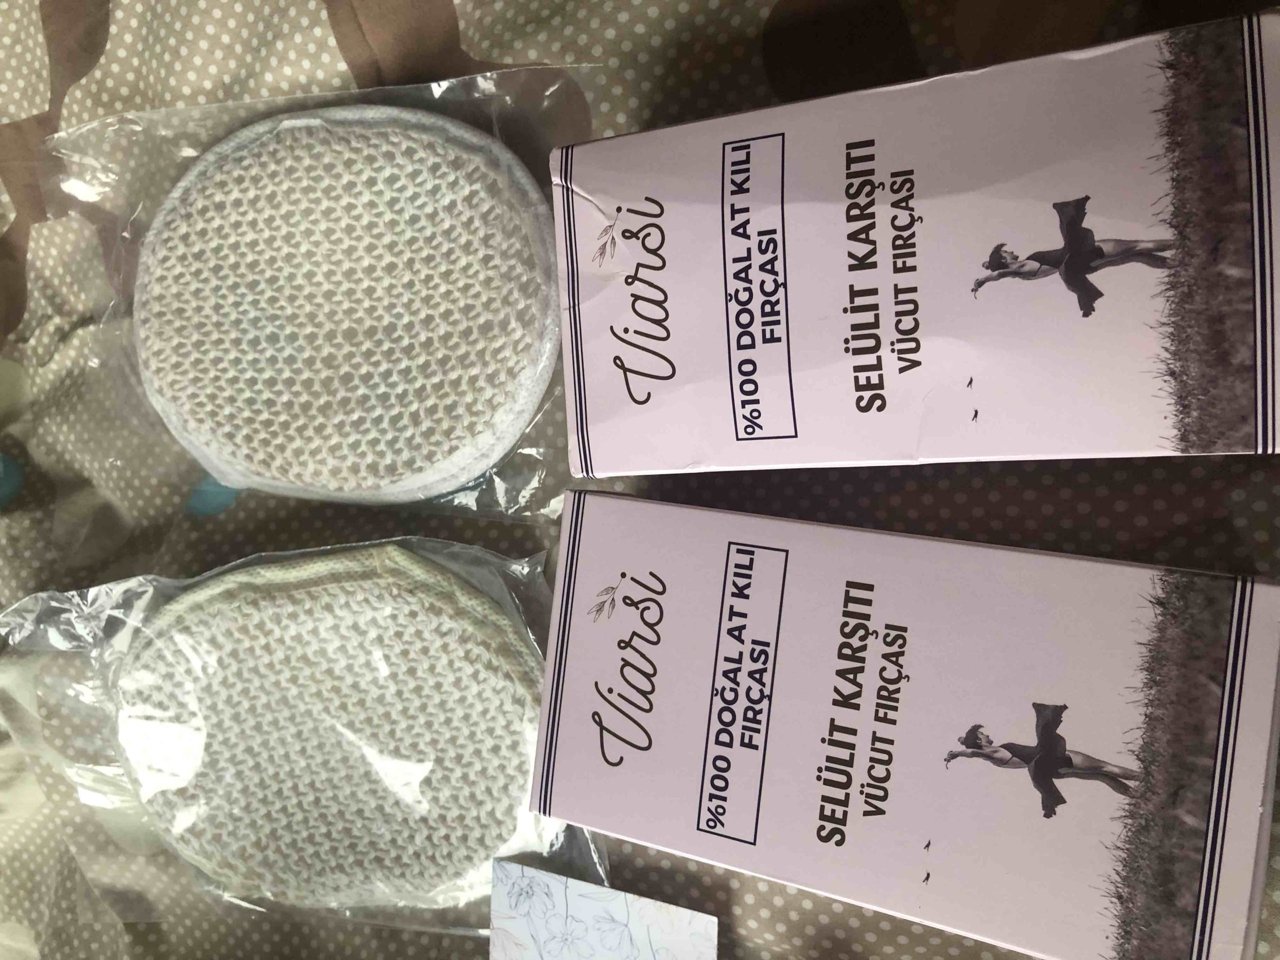 Viarsi
%100 DOĞAL AT KILI
FIRÇASI
SELÜLİT KARŞITI
VÜCUT FIRÇASI
Viarsi
%100 DOĞAL AT KILI
FIRÇASI
SELÜLİT KARŞITI
VÜCUT FIRÇASI